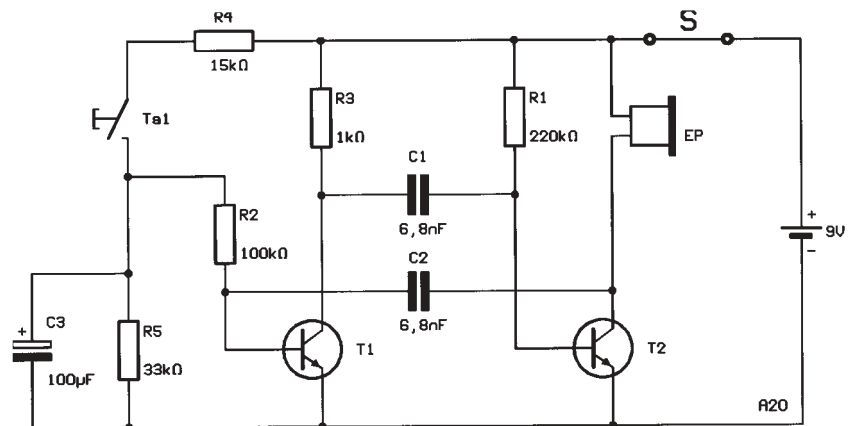 R4
15kΩ
S
Ta1
R3
1kΩ
R1
220kΩ
EP
C1
6,8nF
R2
100kΩ
C2
6,8nF
+
9V
-
+
C3
100µF
R5
33kΩ
T1
T2
A20